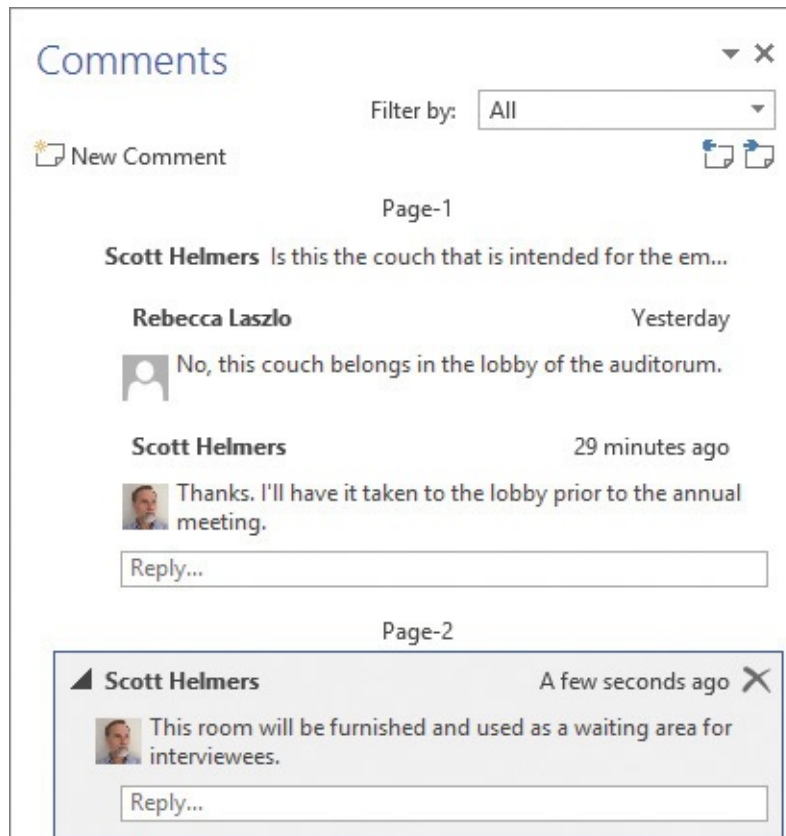 Comments
Filter by: All
New Comment
Page-1
Scott Helmers Is this the couch that is intended for the em...
Rebecca Laszlo Yesterday
No, this couch belongs in the lobby of the auditorum.
Scott Helmers 29 minutes ago
Thanks. I'll have it taken to the lobby prior to the annual
meeting.
Reply...
Page-2
Scott Helmers A few seconds ago
This room will be furnished and used as a waiting area for
interviewees.
Reply...